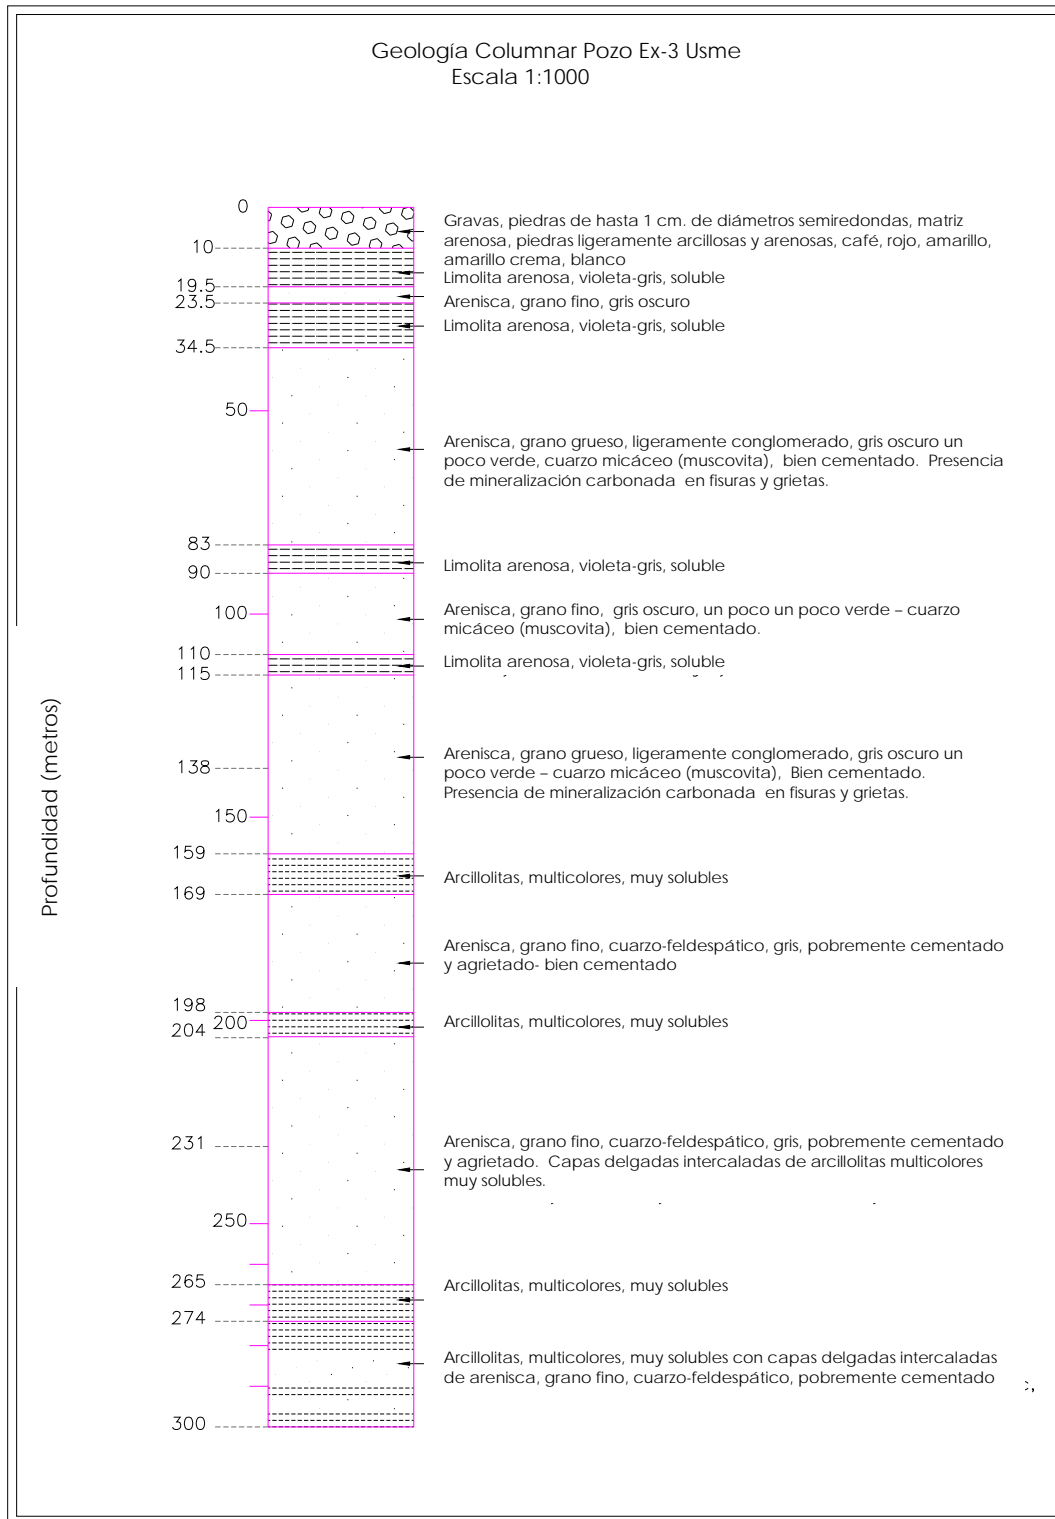 Geología Columnar Pozo Ex-3 Usme
Escala 1:1000
0
Gravas, piedras de hasta 1 cm. de diámetros semiredondas, matriz
arenosa, piedras ligeramente arcillosas y arenosas, café, rojo, amarillo,
amarillo crema, blanco
10
Limolita arenosa, violeta-gris, soluble
19.5
Arenisca, grano fino, gris oscuro
23.5
Limolita arenosa, violeta-gris, soluble
34.5
50
Arenisca, grano grueso, ligeramente conglomerado, gris oscuro un
poco verde, cuarzo micáceo (muscovita), bien cementado. Presencia
de mineralización carbonada en fisuras y grietas.
83
Limolita arenosa, violeta-gris, soluble
90
100
Arenisca, grano fino, gris oscuro, un poco un poco verde – cuarzo
micáceo (muscovita), bien cementado.
110
Limolita arenosa, violeta-gris, soluble
115
Profundidad (metros)
138
Arenisca, grano grueso, ligeramente conglomerado, gris oscuro un
poco verde – cuarzo micáceo (muscovita), Bien cementado.
Presencia de mineralización carbonada en fisuras y grietas.
150
159
Arcillolitas, multicolores, muy solubles
169
Arenisca, grano fino, cuarzo-feldespático, gris, pobremente cementado
y agrietado- bien cementado
198
200
Arcillolitas, multicolores, muy solubles
204
231
Arenisca, grano fino, cuarzo-feldespático, gris, pobremente cementado
y agrietado. Capas delgadas intercaladas de arcillolitas multicolores
muy solubles.
250
265
Arcillolitas, multicolores, muy solubles
274
Arcillolitas, multicolores, muy solubles con capas delgadas intercaladas
de arenisca, grano fino, cuarzo-feldespático, pobremente cementado
300